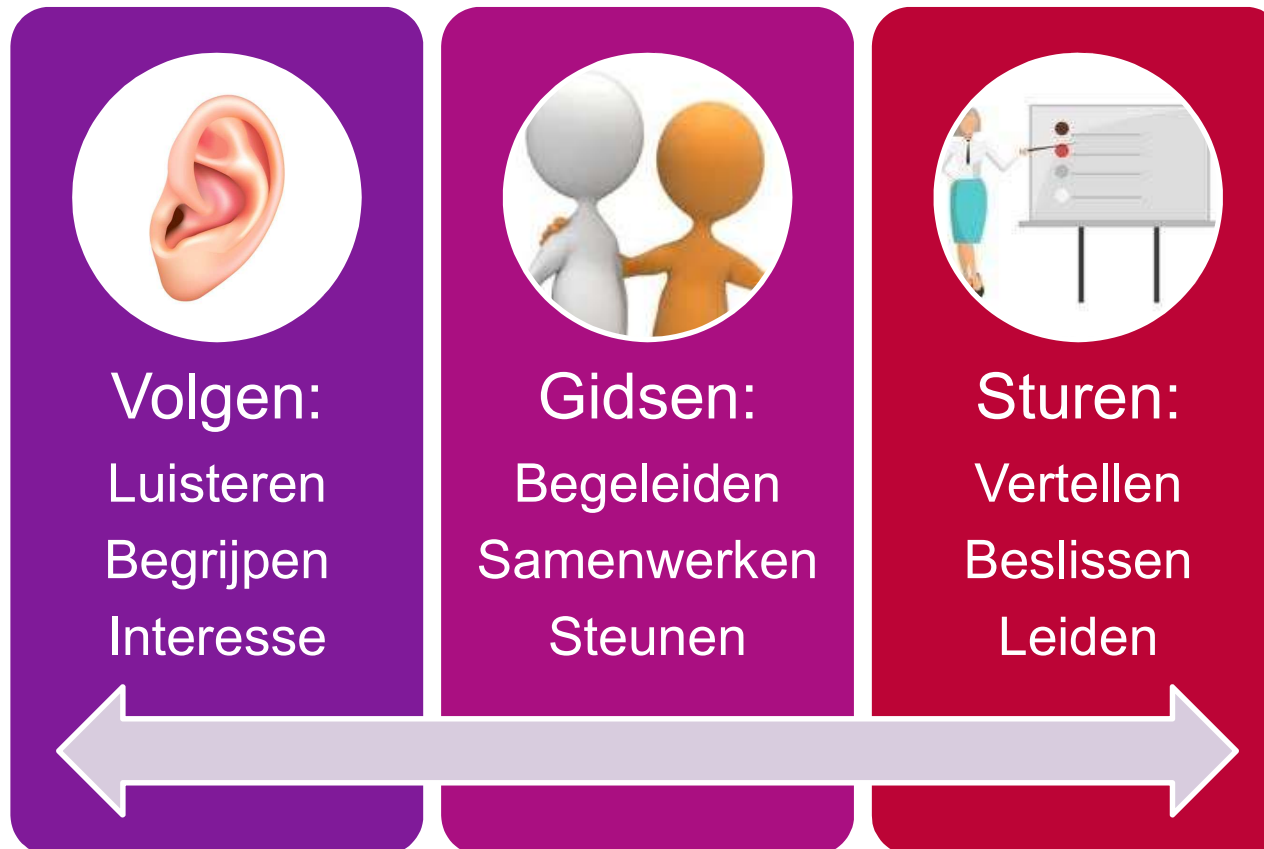 Volgen:
Luisteren
Begrijpen
Interesse
Gidsen:
Begeleiden
Samenwerken
Steunen
Sturen:
Vertellen
Beslissen
Leiden